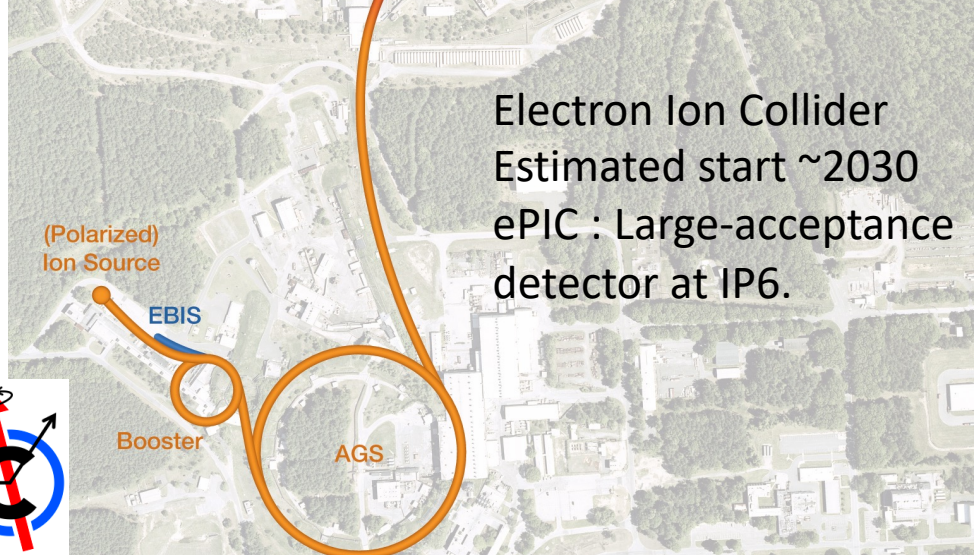 Electron Ion Collider
Estimated start ~2030
ePIC : Large-acceptance
detector at IP6.
(Polarized)
Ion Source
EBIS
Booster
AGS